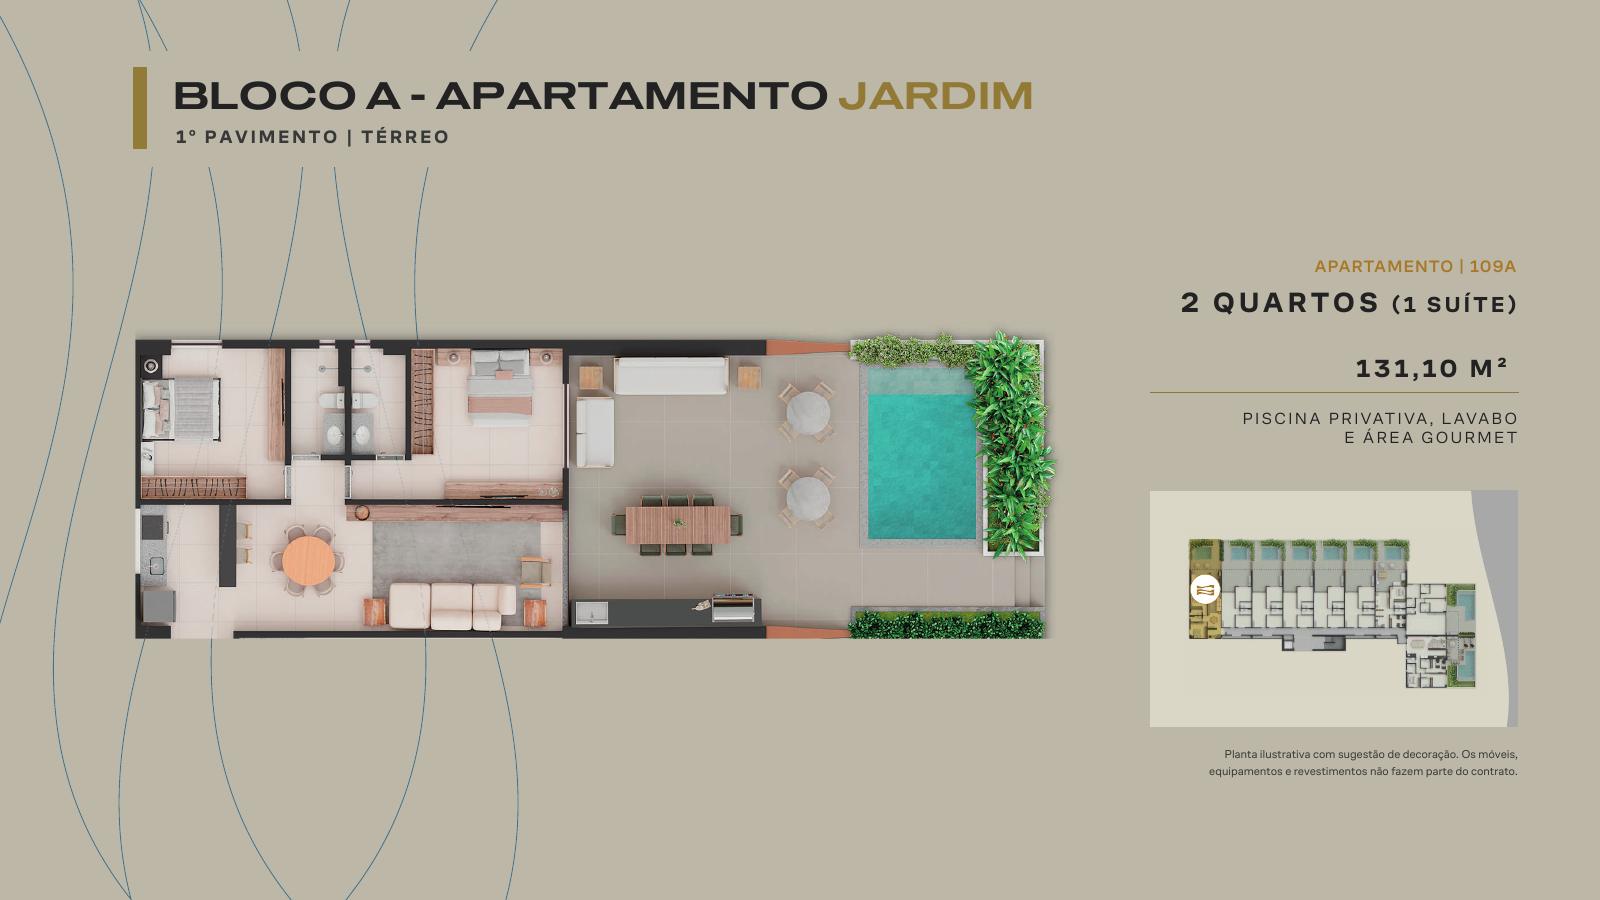 BLOCO A - APARTAMENTO JARDIM
1° PAVIMENTO | TÉRREO
APARTAMENTO | 109A
2 QUARTOS (1 SUÍTE)
131,10 M²
PISCINA PRIVATIVA, LAVABO
E ÁREA GOURMET
Planta ilustrativa com sugestão de decoração. Os móveis,
equipamentos e revestimentos não fazem parte do contrato.